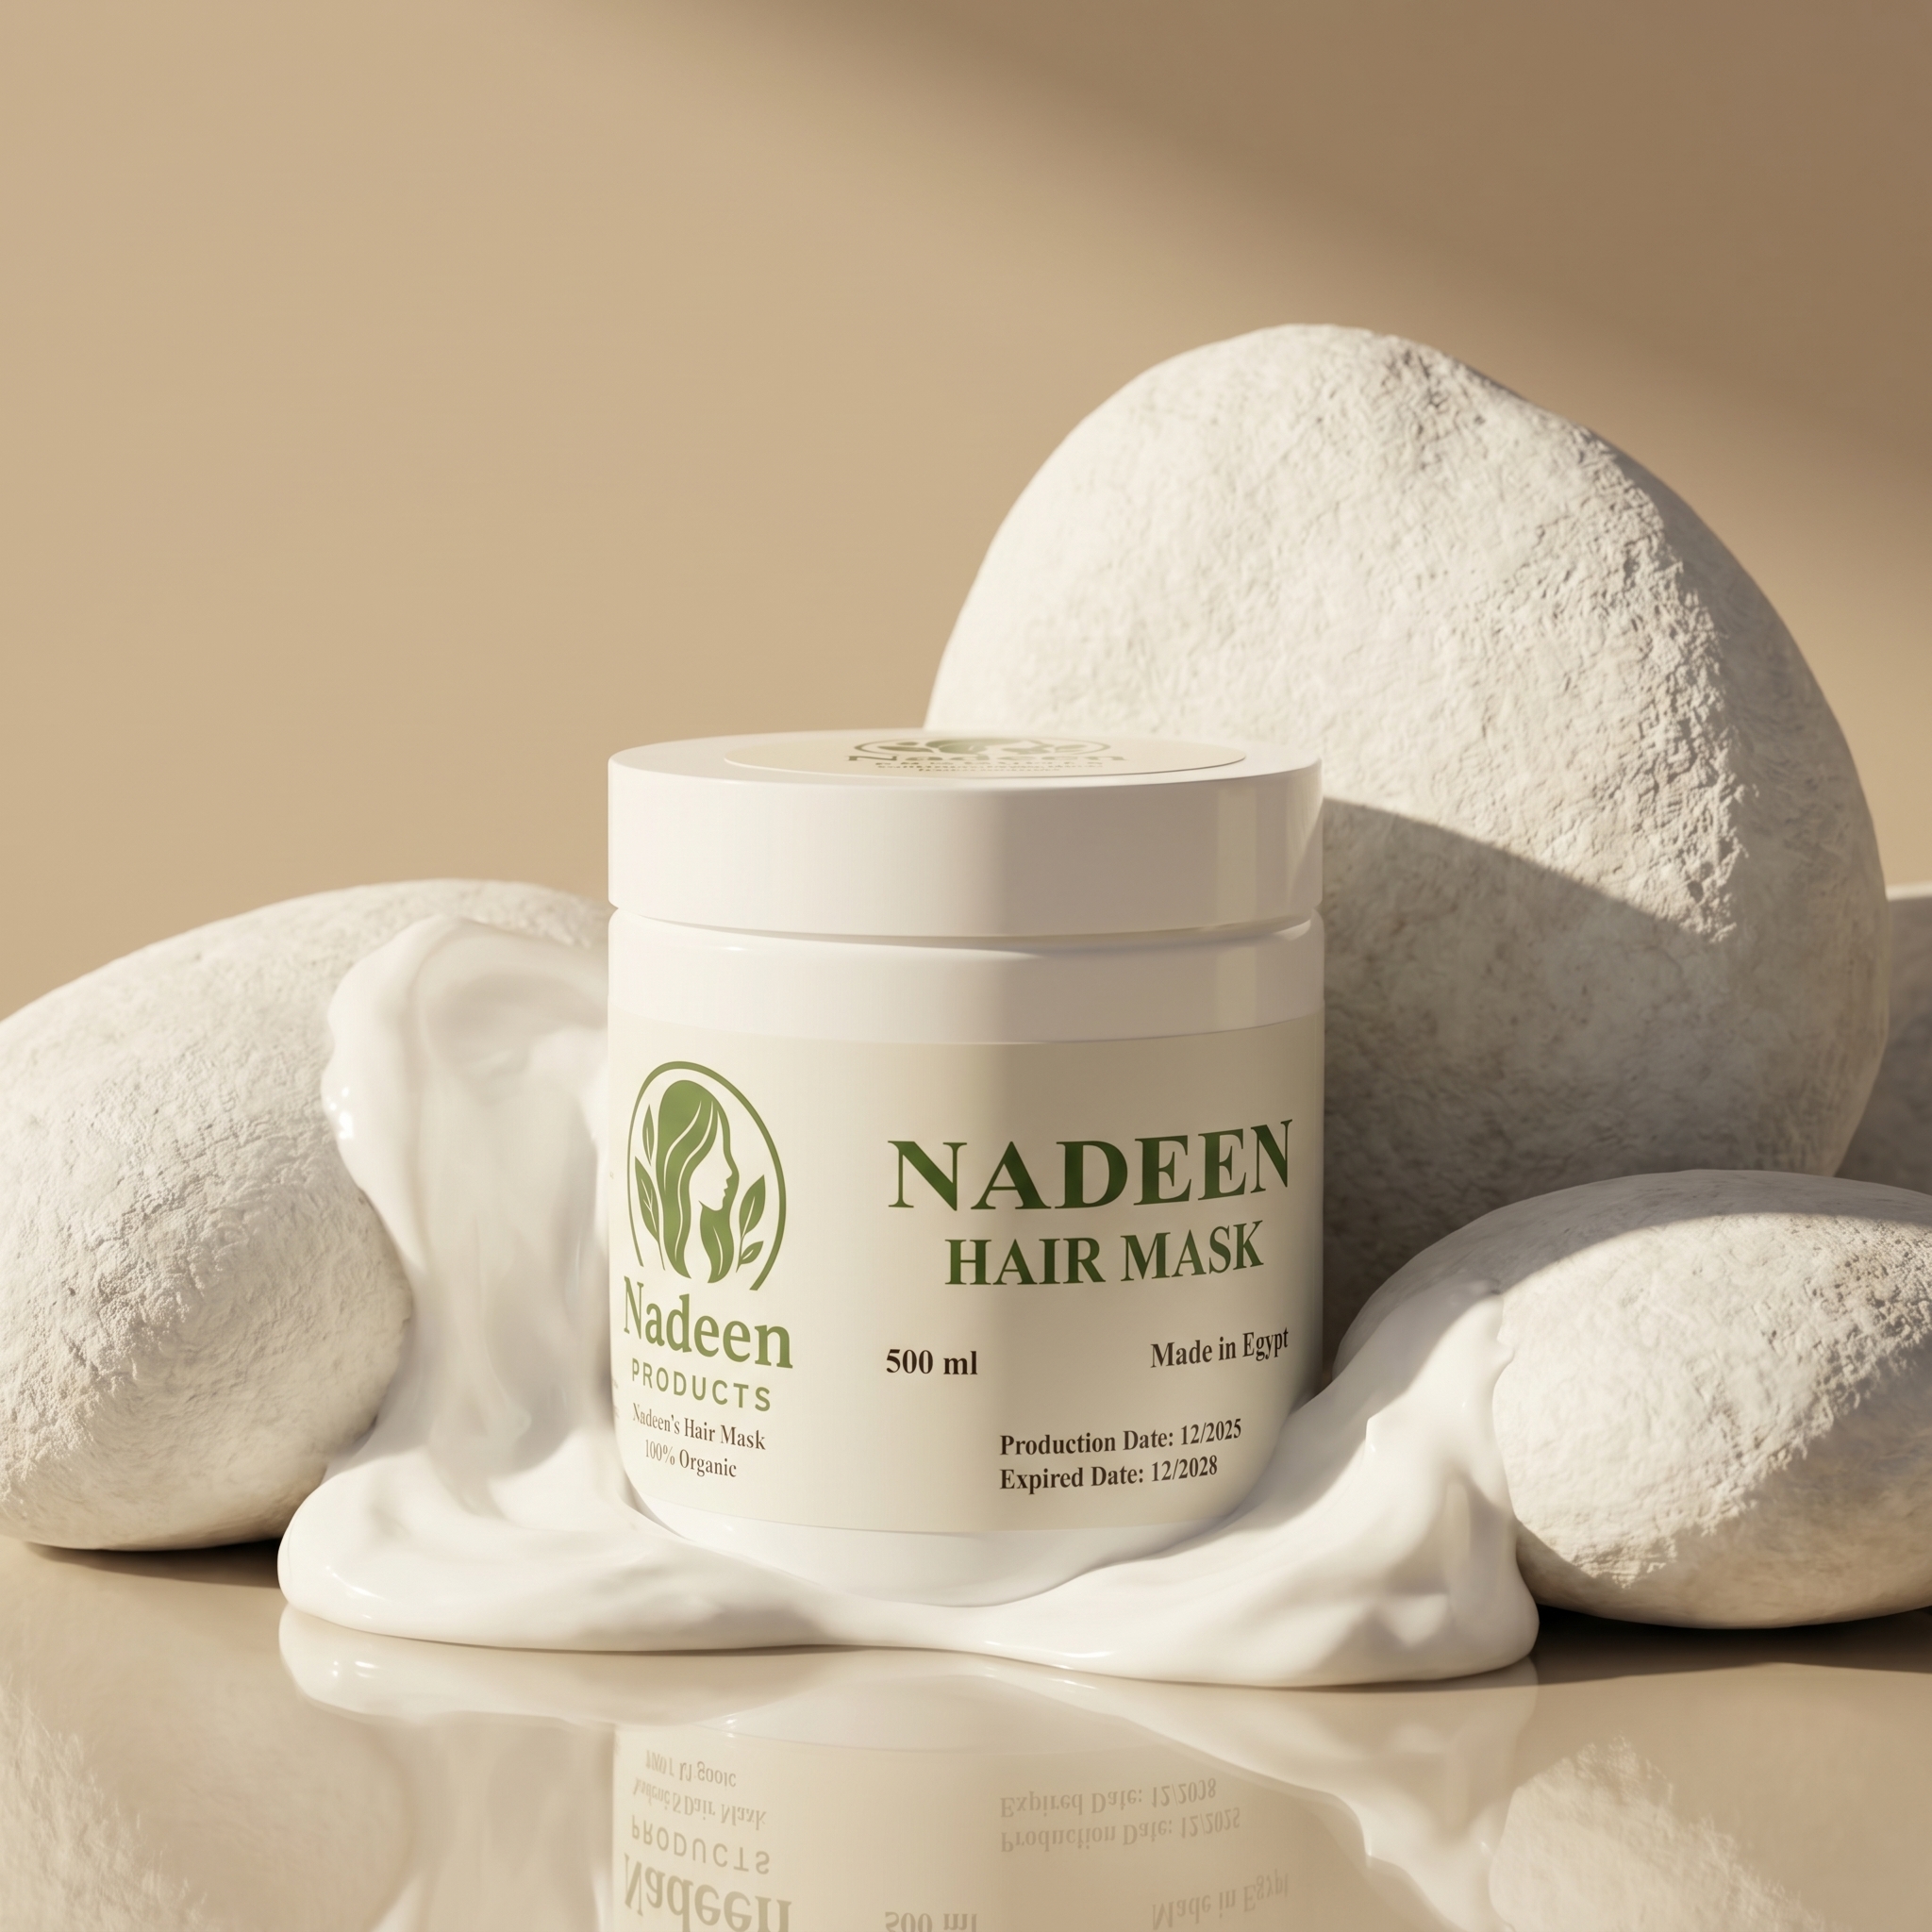 Nadeen
Nadeen
PRODUCTS
Nadeen's Hair Mask
100% Organic
NADEEN
HAIR MASK
500 ml
Made in Egypt
Production Date: 12/2025
Expired Date: 12/2028